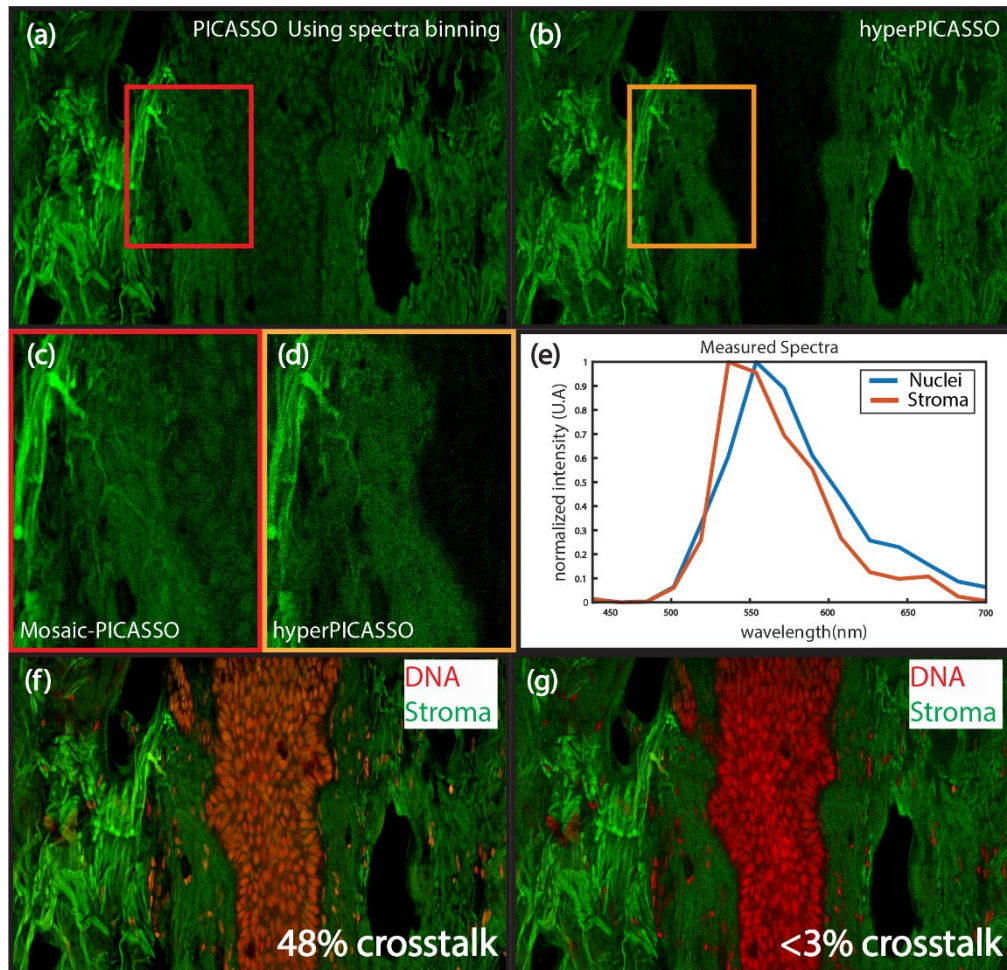 (a)
PICASSO Using spectra binning
(b)
hyperPICASSO
(c)
Mosaic-PICASSO
(d)
hyperPICASSO
(e)
Measured Spectra
normalized intensity (U.A)
1
0.9
0.8
0.7
0.6
0.5
0.4
0.3
0.2
0.1
0
Nuclei
Stroma
450
500
550
600
650
700
wavelength(nm)
(f)
DNA
Stroma
48% crosstalk
(g)
DNA
Stroma
<3% crosstalk